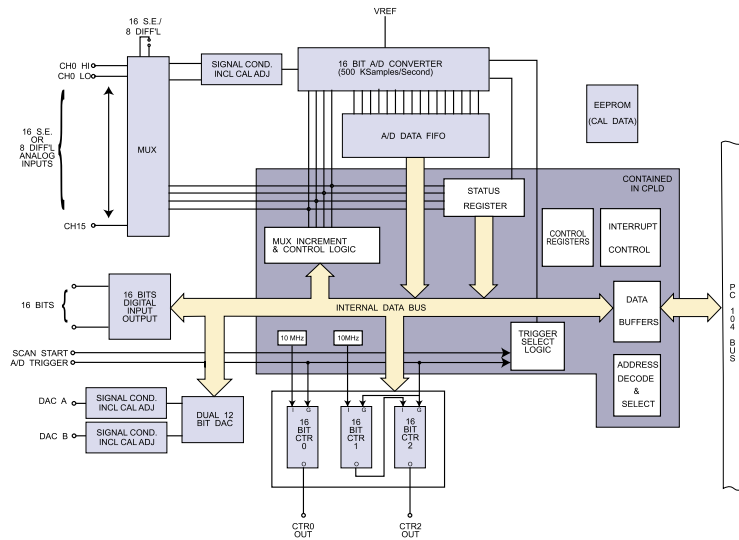 VREF
16 S.E./
8 DIFF'L
CH0 HI
CH0 LO
SIGNAL COND.
INCL CAL ADJ
16 BIT A/D CONVERTER
(500 KSamples/Second)
EEPROM
(CAL DATA)
A/D DATA FIFO
16 S.E.
OR
8 DIFF'L
ANALOG
INPUTS
MUX
CONTAINED
IN CPLD
STATUS
REGISTER
CH15
MUX INCREMENT
& CONTROL LOGIC
CONTROL
REGISTERS
INTERRUPT
CONTROL
16 BITS
16 BITS
DIGITAL
INPUT
OUTPUT
INTERNAL DATA BUS
DATA
BUFFERS
PC 104 BUS
10 MHz
10MHz
TRIGGER
SELECT
LOGIC
SCAN START
A/D TRIGGER
ADDRESS
DECODE
&
SELECT
DAC A
SIGNAL COND.
INCL CAL ADJ
DUAL 12
BIT DAC
DAC B
SIGNAL COND.
INCL CAL ADJ
I G
16
BIT
CTR
0
O
I G
16
BIT
CTR
1
O
I G
16
BIT
CTR
2
O
CTR0
OUT
CTR2
OUT